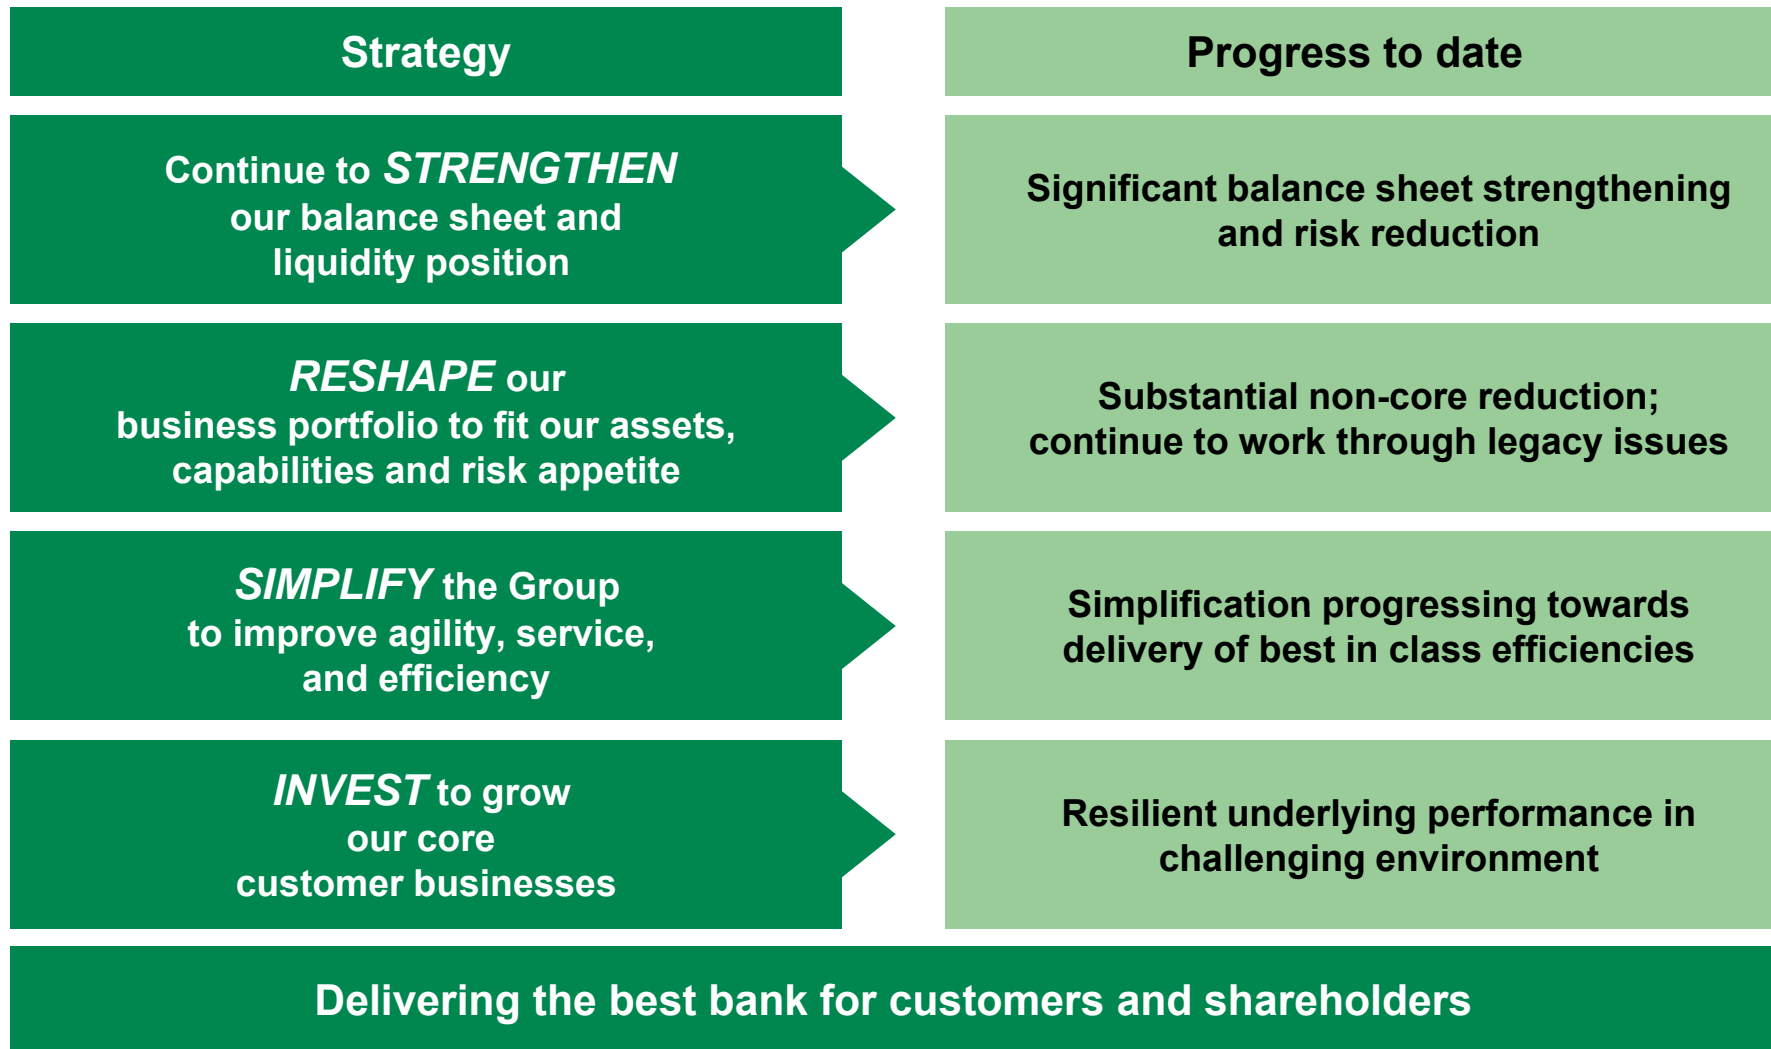 Strategy
Progress to date
Continue to STRENGTHEN
our balance sheet and
liquidity position
Significant balance sheet strengthening
and risk reduction
RESHAPE our
business portfolio to fit our assets,
capabilities and risk appetite
Substantial non-core reduction;
continue to work through legacy issues
SIMPLIFY the Group
to improve agility, service,
and efficiency
Simplification progressing towards
delivery of best in class efficiencies
INVEST to grow
our core
customer businesses
Resilient underlying performance in
challenging environment
Delivering the best bank for customers and shareholders